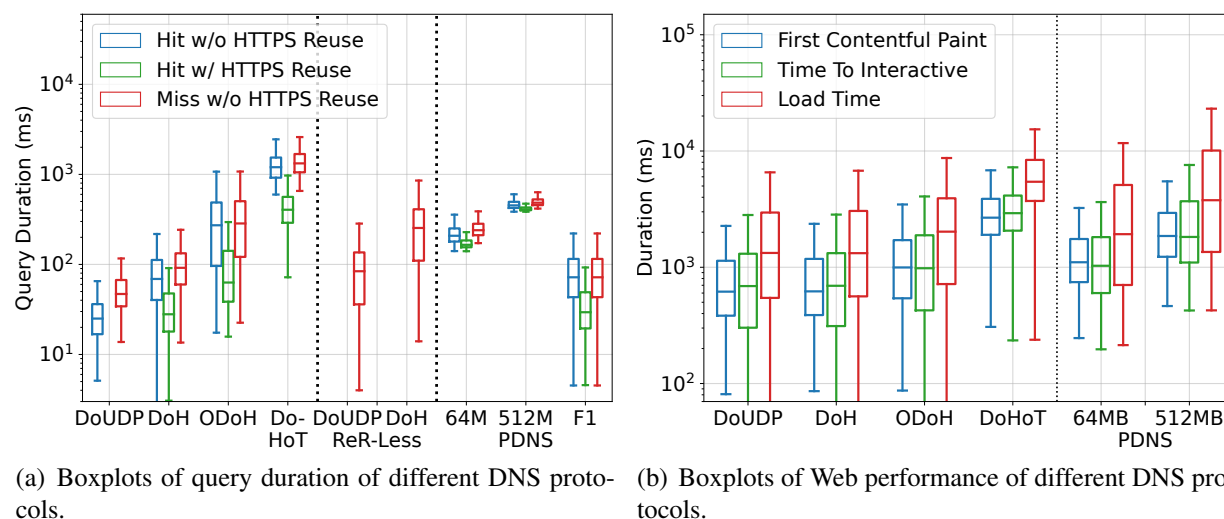 Hit w/o HTTPS Reuse
Hit w/ HTTPS Reuse
Miss w/o HTTPS Reuse
Query Duration (ms)
10^4
10^3
10^2
10^1
DoUDP DoH ODoH Do-HoT DoUDP DoH 64M 512M F1
ReR-Less PDNS
First Contentful Paint
Time To Interactive
Load Time
Duration (ms)
10^5
10^4
10^3
10^2
DoUDP DoH ODoH DoHoT 64MB 512MB
PDNS
(a) Boxplots of query duration of different DNS proto-
cols.
(b) Boxplots of Web performance of different DNS pro-
tocols.